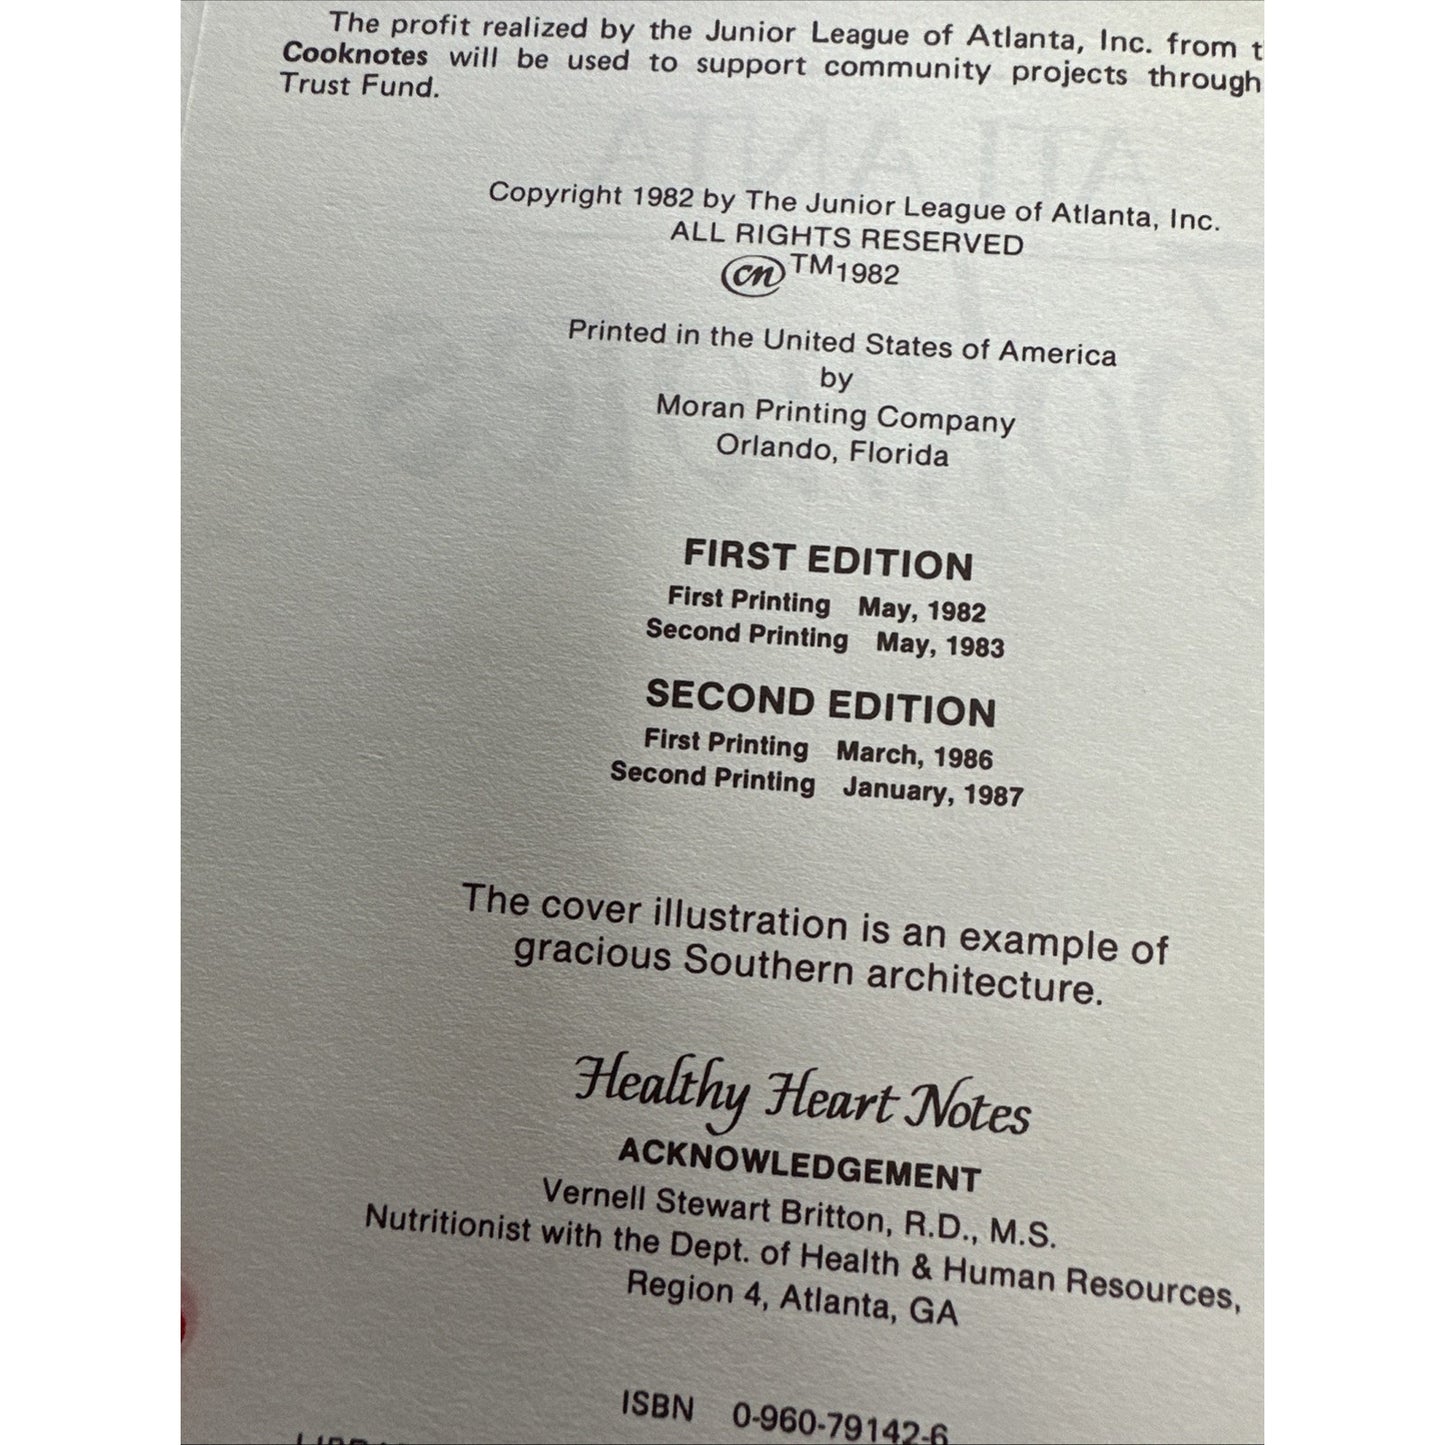 The profit realized by the Junior League of Atlanta, Inc. from
Cooknotes will be used to support community projects through
Trust Fund.
Copyright 1982 by The Junior League of Atlanta, Inc.
ALL RIGHTS RESERVED
cn TM 1982
Printed in the United States of America
by
Moran Printing Company
Orlando, Florida
FIRST EDITION
First Printing May, 1982
Second Printing May, 1983
SECOND EDITION
First Printing March, 1986
Second Printing January, 1987
The cover illustration is an example of
gracious Southern architecture.
Healthy Heart Notes
ACKNOWLEDGEMENT
Vernell Stewart Britton, R.D., M.S.
Nutritionist with the Dept. of Health & Human Resources,
Region 4, Atlanta, GA
ISBN 0-960-79142-6